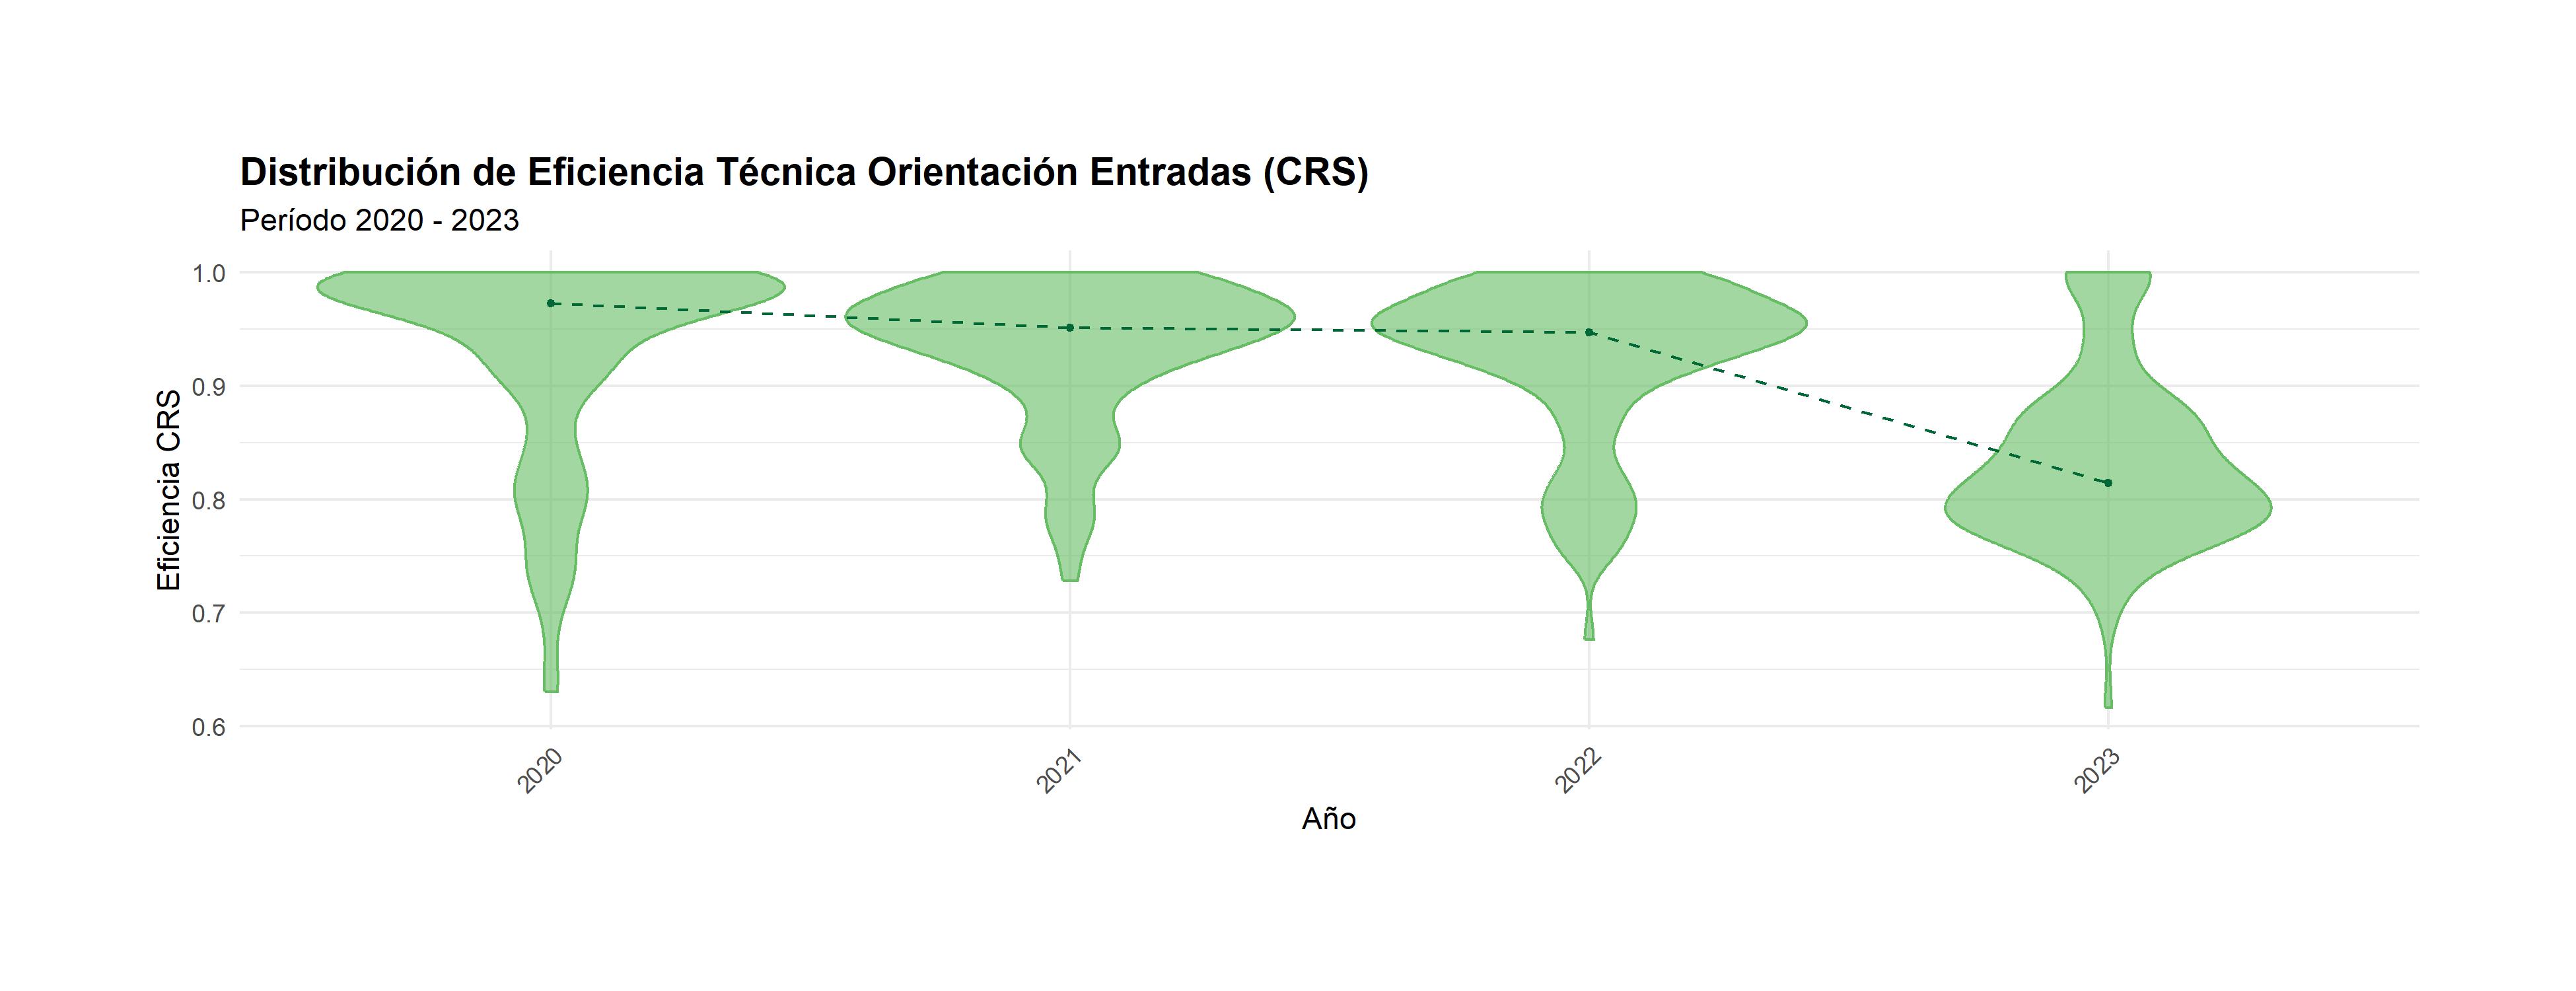 Distribución de Eficiencia Técnica Orientación Entradas (CRS)
Período 2020 - 2023
Eficiencia CRS
1.0
0.9
0.8
0.7
0.6
2020
2021
2022
2023
Año